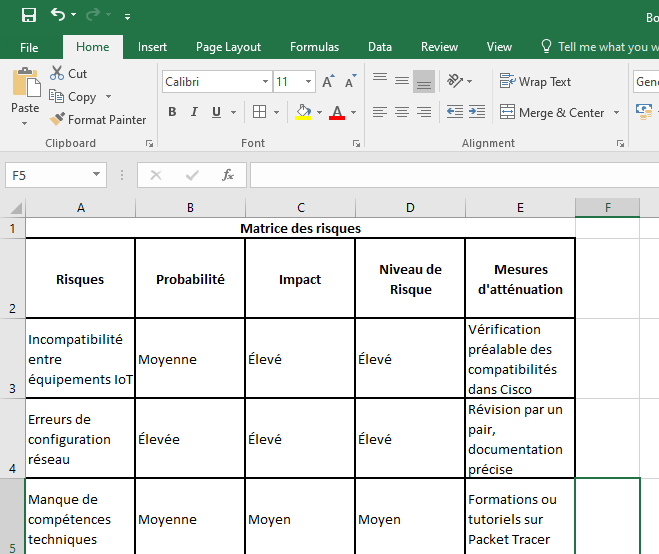 Bo
File Home Insert Page Layout Formulas Data Review View Tell me what you w
Paste
Cut
Copy
Format Painter
Clipboard
Calibri 11 A A
B I U A
Font
Wrap Text
Merge & Center
Alignment
Gene
F5 fx
A B C D E F
1 Matrice des risques
2 Risques Probabilité Impact Niveau de Risque Mesures d'atténuation
3 Incompatibilité entre équipements IoT Moyenne Élevé Élevé Vérification préalable des compatibilités dans Cisco
4 Erreurs de configuration réseau Élevée Élevé Élevé Révision par un pair, documentation précise
5 Manque de compétences techniques Moyenne Moyen Moyen Formations ou tutoriels sur Packet Tracer